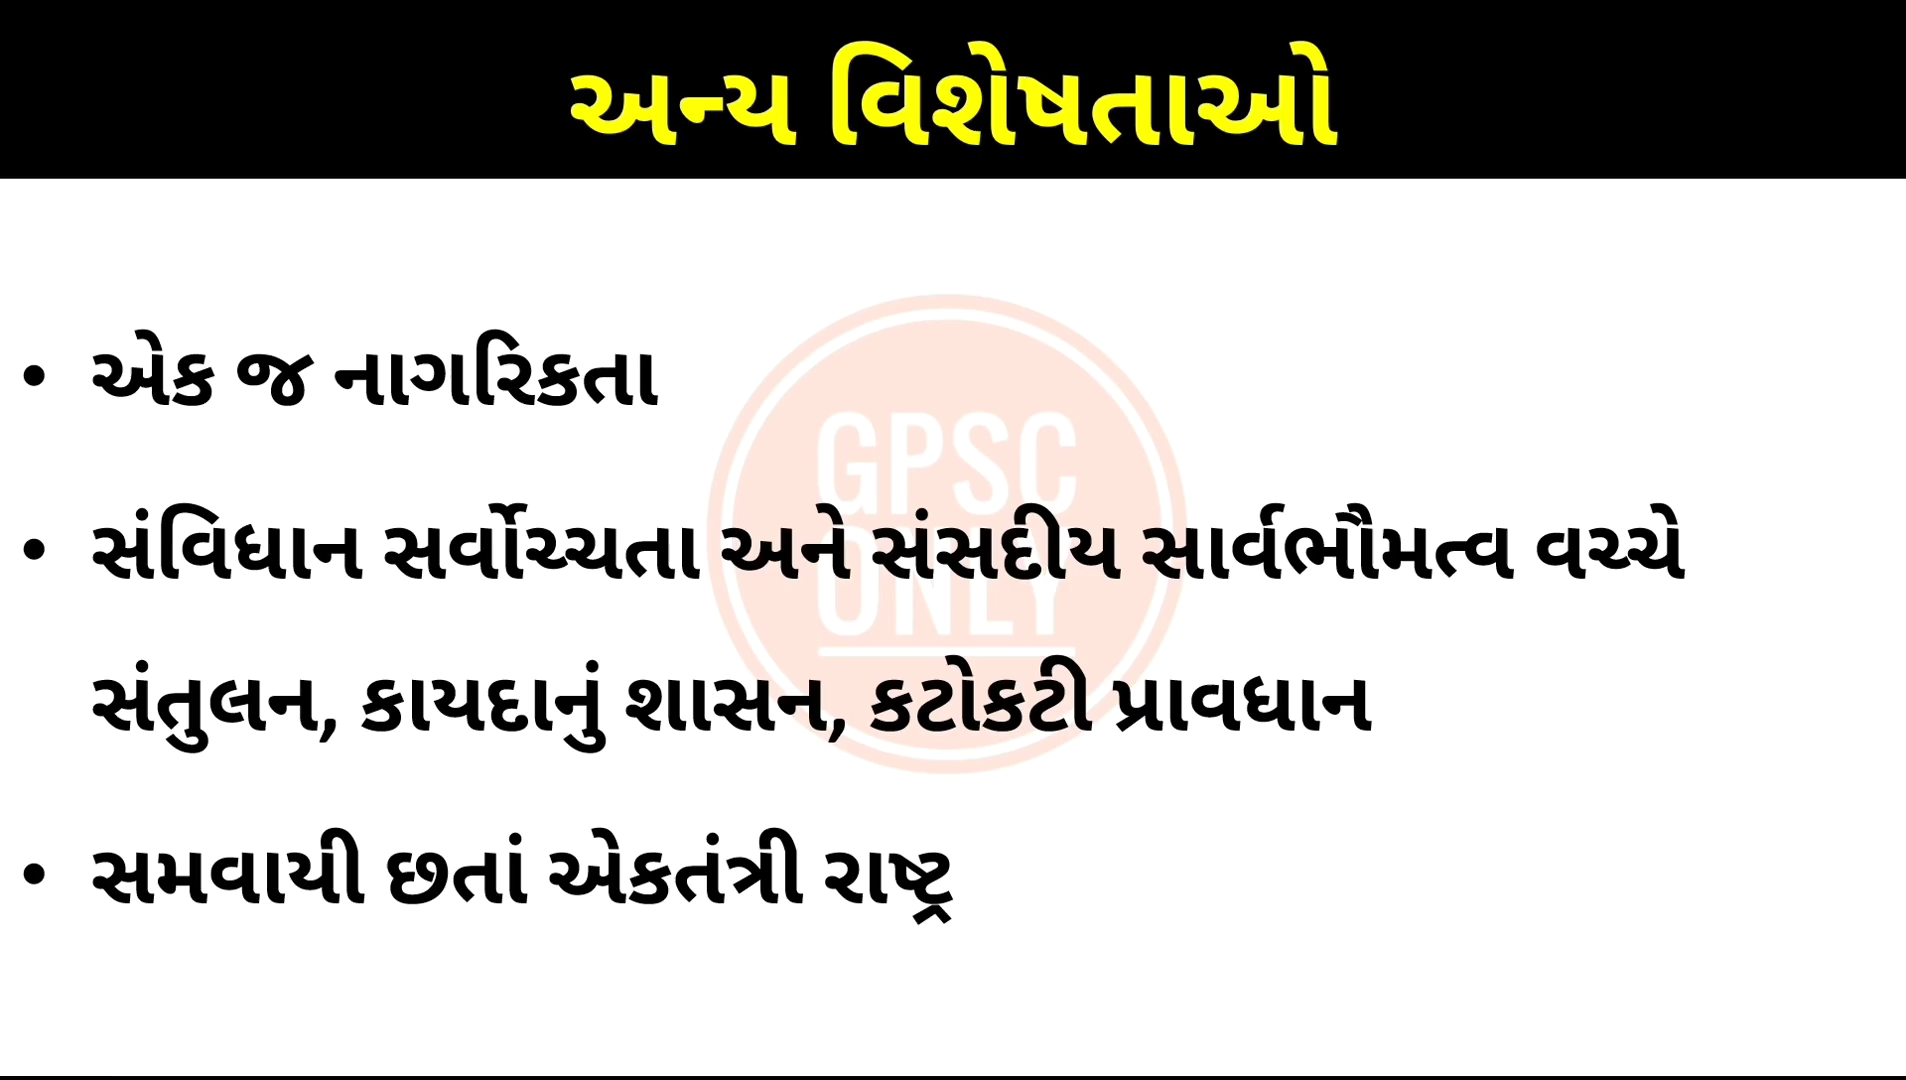 અન્ય વિશેષતાઓ
• એક જ નાગરિકતા
GPSC
ONLY
• સંવિધાન સર્વોચ્ચતા અને સંસદીય સાર્વભૌમત્વ વચ્ચે
સંતુલન, કાયદાનું શાસન, કટોકટી પ્રાવધાન
• સમવાયી છતાં એકતંત્રી રાષ્ટ્ર